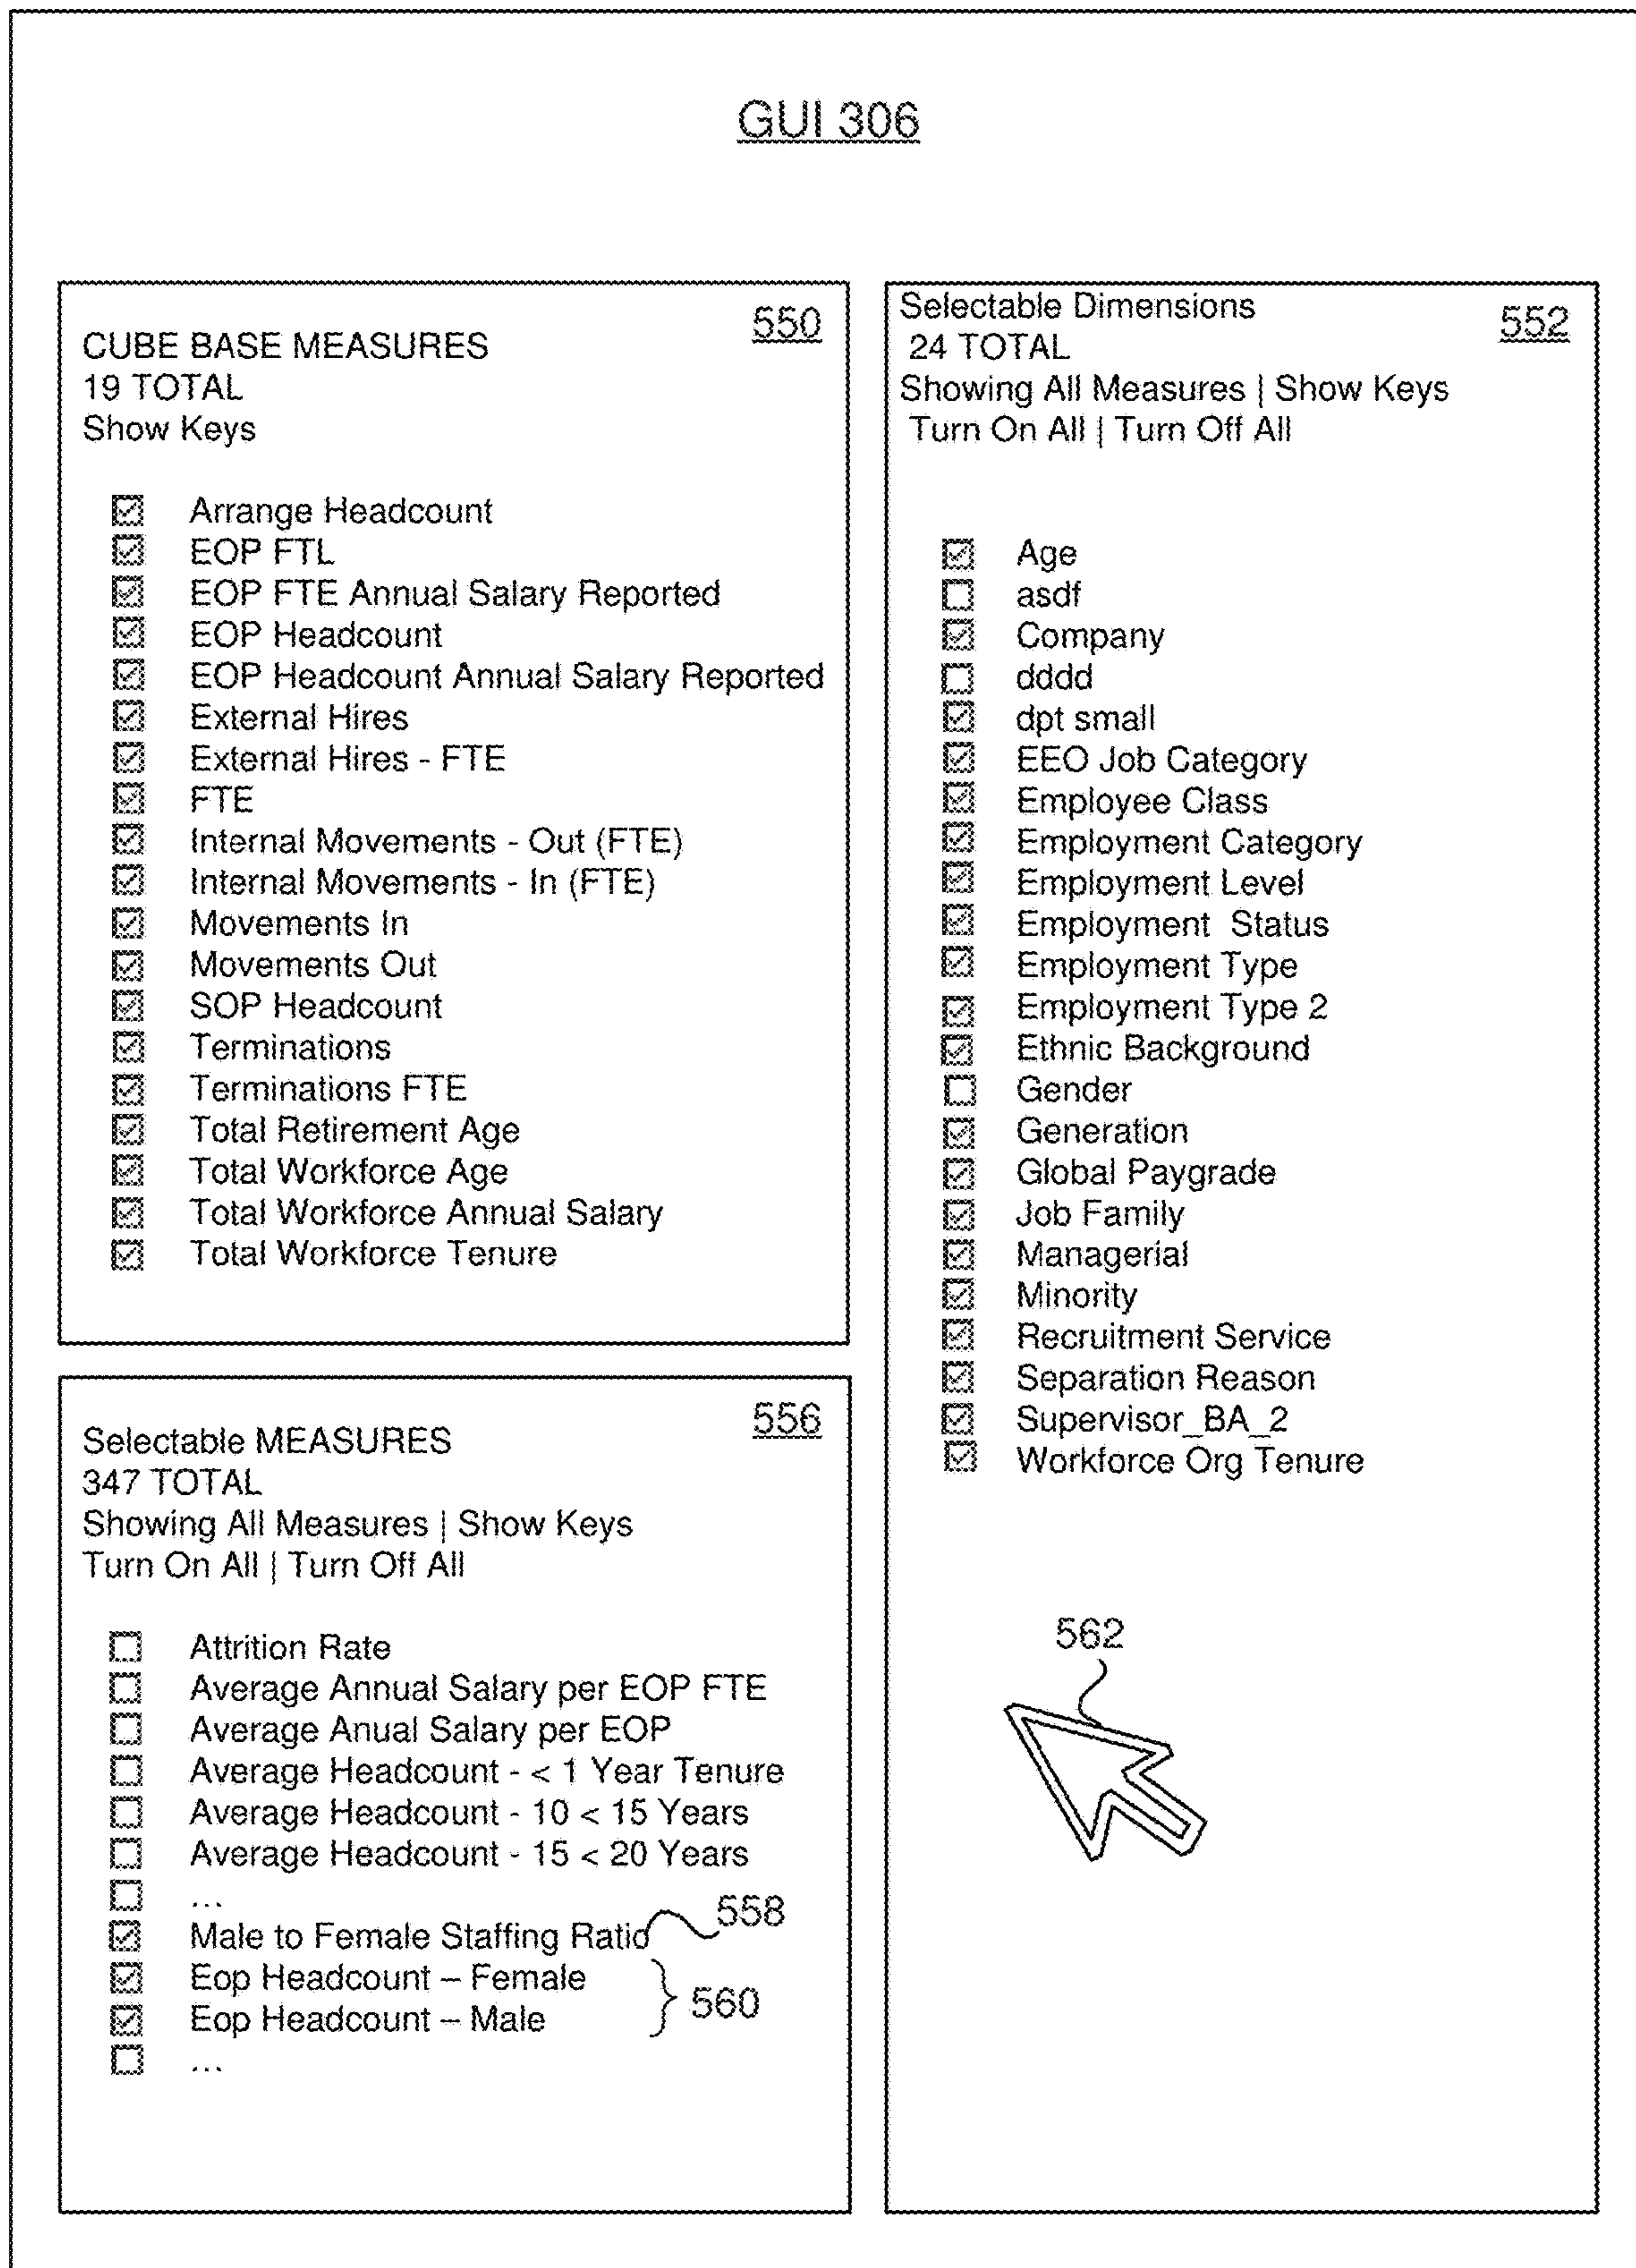 GUI 306
550
CUBE BASE MEASURES
19 TOTAL
Show Keys
Arrange Headcount
EOP FTL
EOP FTE Annual Salary Reported
EOP Headcount
EOP Headcount Annual Salary Reported
External Hires
External Hires - FTE
FTE
Internal Movements - Out (FTE)
Internal Movements - In (FTE)
Movements In
Movements Out
SOP Headcount
Terminations
Terminations FTE
Total Retirement Age
Total Workforce Age
Total Workforce Annual Salary
Total Workforce Tenure
556
Selectable MEASURES
347 TOTAL
Showing All Measures | Show Keys
Turn On All | Turn Off All
Attrition Rate
Average Annual Salary per EOP FTE
Average Anual Salary per EOP
Average Headcount - < 1 Year Tenure
Average Headcount - 10 < 15 Years
Average Headcount - 15 < 20 Years
...
Male to Female Staffing Ratio 558
Eop Headcount – Female
560
Eop Headcount – Male
...
Selectable Dimensions
552
24 TOTAL
Showing All Measures | Show Keys
Turn On All | Turn Off All
Age
asdf
Company
dddd
dpt small
EEO Job Category
Employee Class
Employment Category
Employment Level
Employment Status
Employment Type
Employment Type 2
Ethnic Background
Gender
Generation
Global Paygrade
Job Family
Managerial
Minority
Recruitment Service
Separation Reason
Supervisor_BA_2
Workforce Org Tenure
562